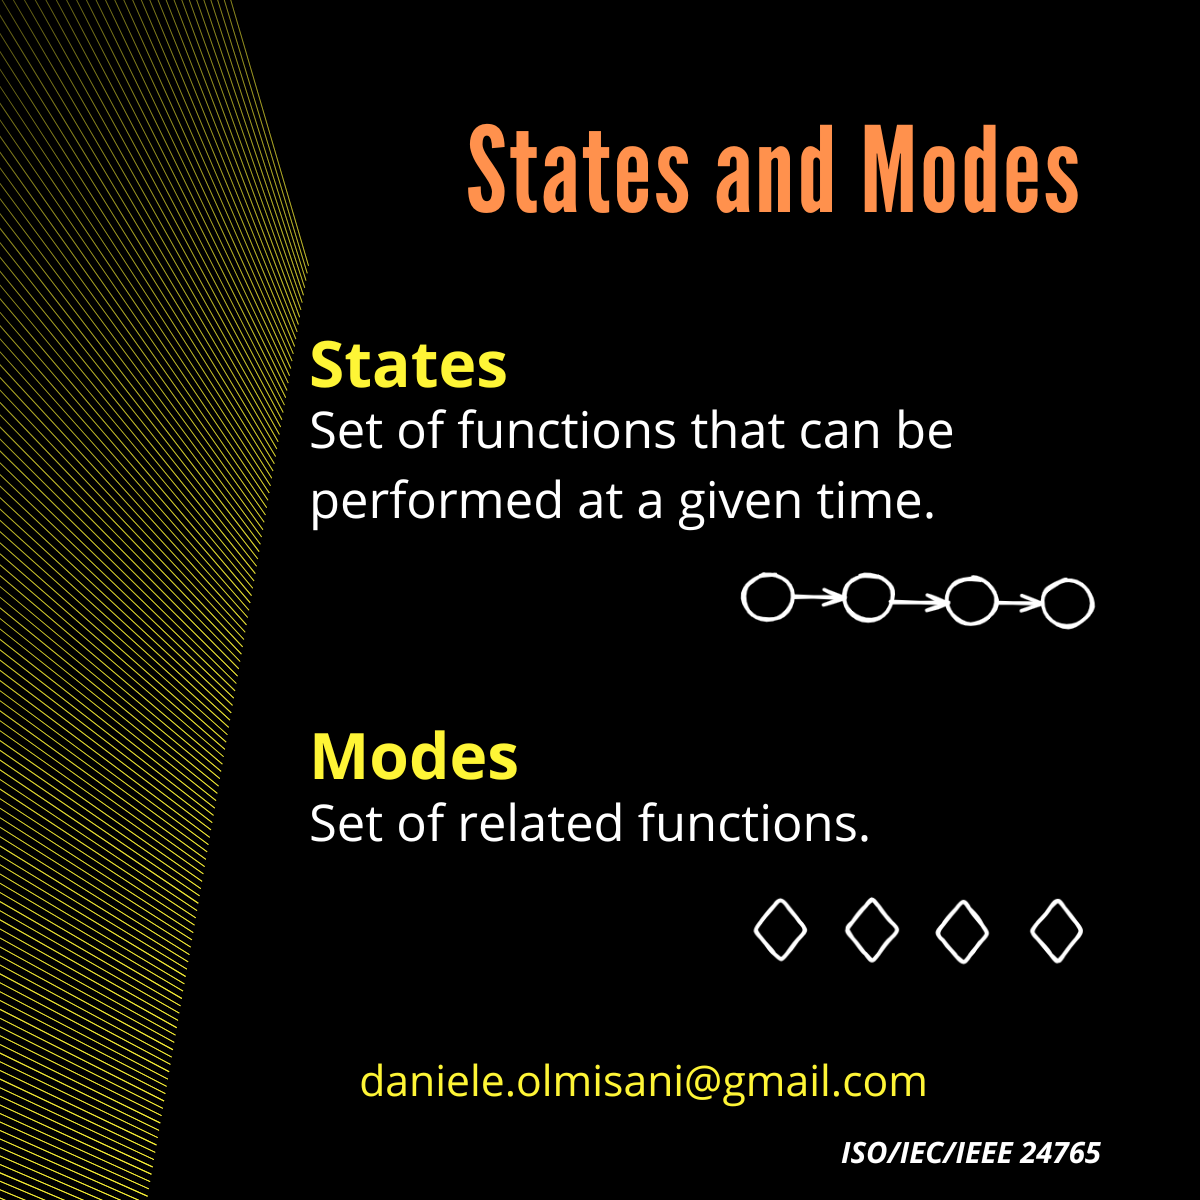 States and Modes
States
Set of functions that can be
performed at a given time.
Modes
Set of related functions.
daniele.olmisani@gmail.com
ISO/IEC/IEEE 24765